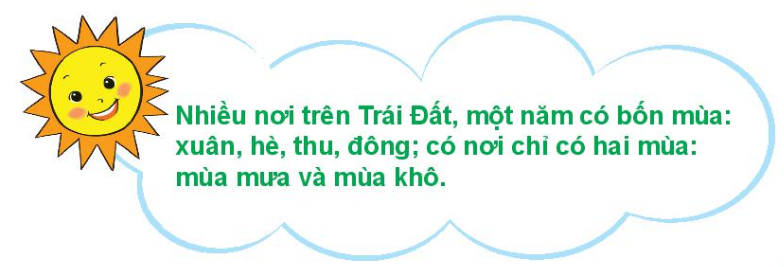 Nhiều nơi trên Trái Đất, một năm có bốn mùa:
xuân, hè, thu, đông; có nơi chỉ có hai mùa:
mùa mưa và mùa khô.